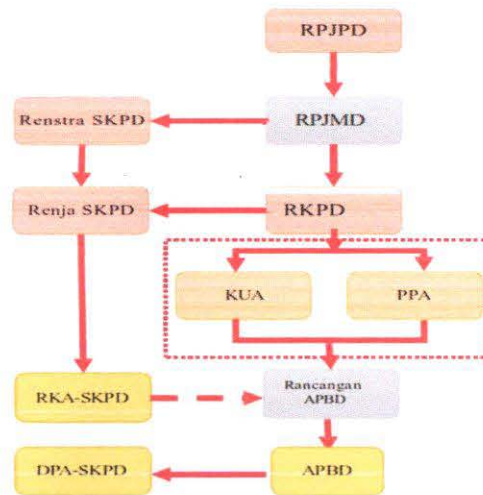 RPJPD
Renstra SKPD
RPJMD
Renja SKPD
RKPD
KUA
PPA
RKA-SKPD
Rancangan
APBD
DPA-SKPD
APBD